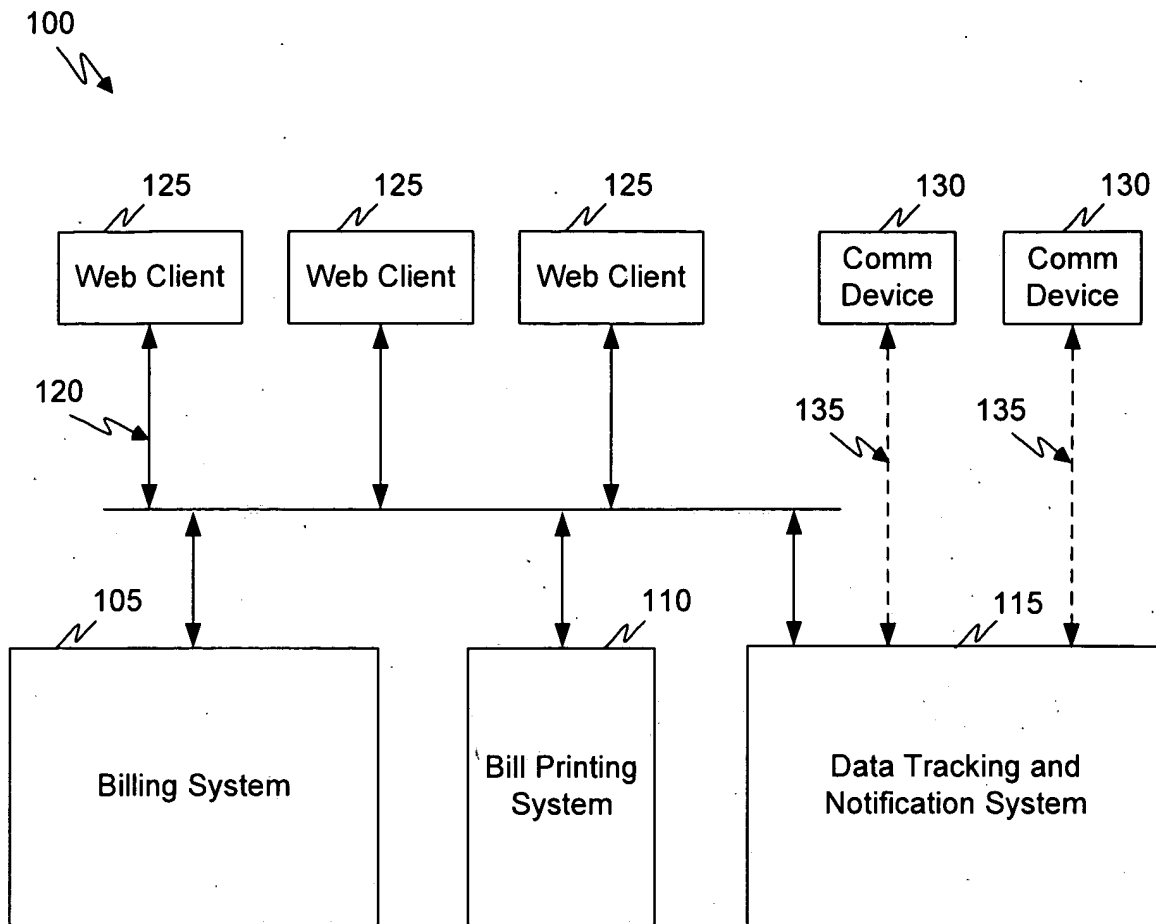 100
125
125
125
130
130
Web Client
Web Client
Web Client
Comm
Device
Comm
Device
120
135
135
105
110
115
Billing System
Bill Printing
System
Data Tracking and
Notification System